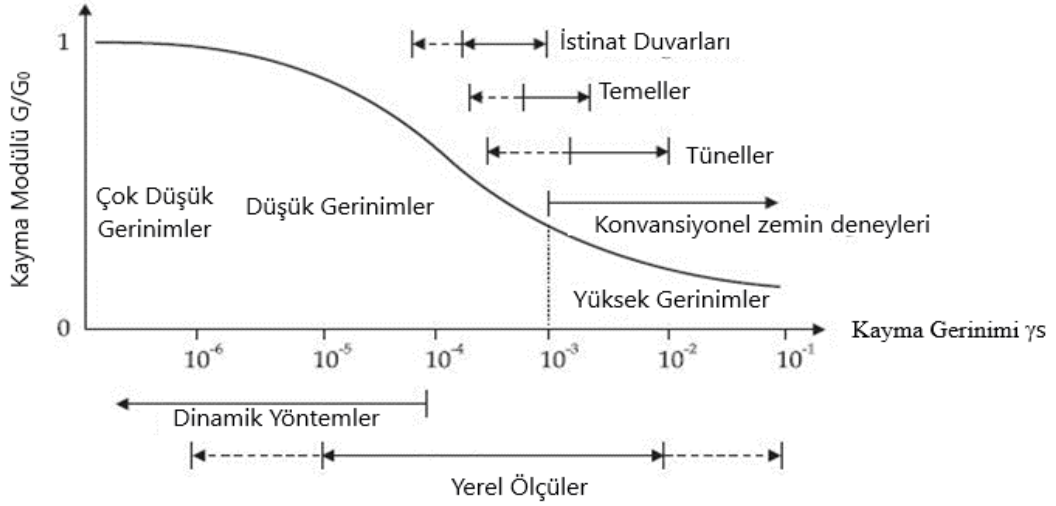 Kayma Modülü G/G₀
1
İstinat Duvarları
Temeller
Tüneller
Çok Düşük
Gerinimler
Düşük Gerinimler
Konvansiyonel zemin deneyleri
Yüksek Gerinimler
0
Kayma Gerinimi γs
10⁻⁶ 10⁻⁵ 10⁻⁴ 10⁻³ 10⁻² 10⁻¹
Dinamik Yöntemler
Yerel Ölçüler